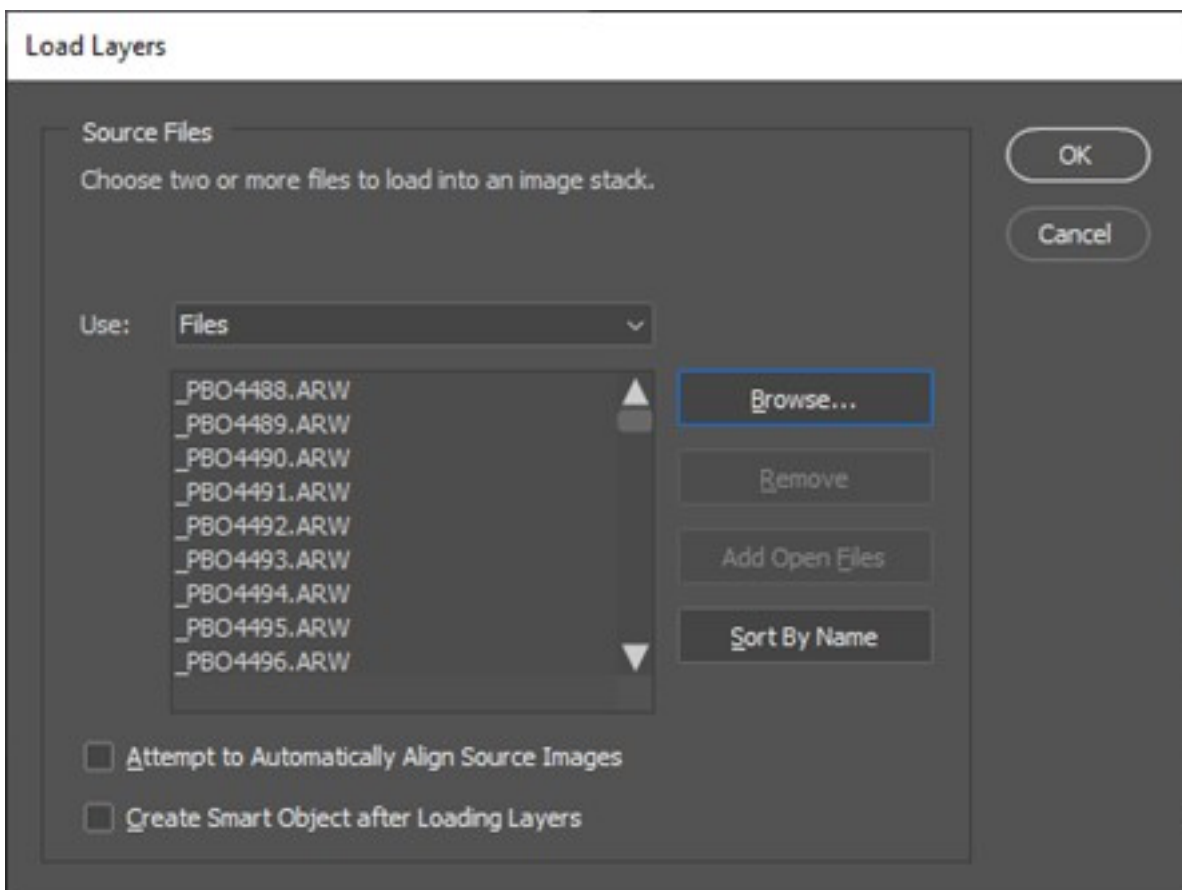 Load Layers
Source Files
Choose two or more files to load into an image stack.
OK
Cancel
Use:
Files
_PBO4488.ARW
_PBO4489.ARW
_PBO4490.ARW
_PBO4491.ARW
_PBO4492.ARW
_PBO4493.ARW
_PBO4494.ARW
_PBO4495.ARW
_PBO4496.ARW
Browse...
Remove
Add Open Files
Sort By Name
Attempt to Automatically Align Source Images
Create Smart Object after Loading Layers